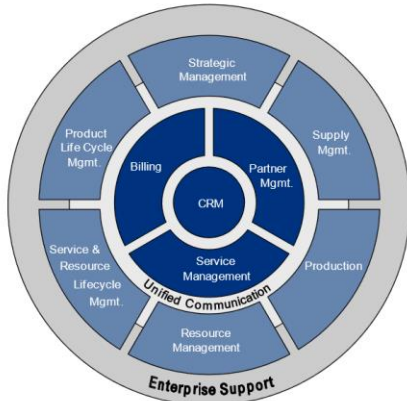 Strategic
Management
Product
Life Cycle
Mgmt.
Supply
Mgmt.
Billing
Partner
Mgmt.
CRM
Service &
Resource
Lifecycle
Mgmt.
Service
Management
Production
Unified Communication
Resource
Management
Enterprise Support